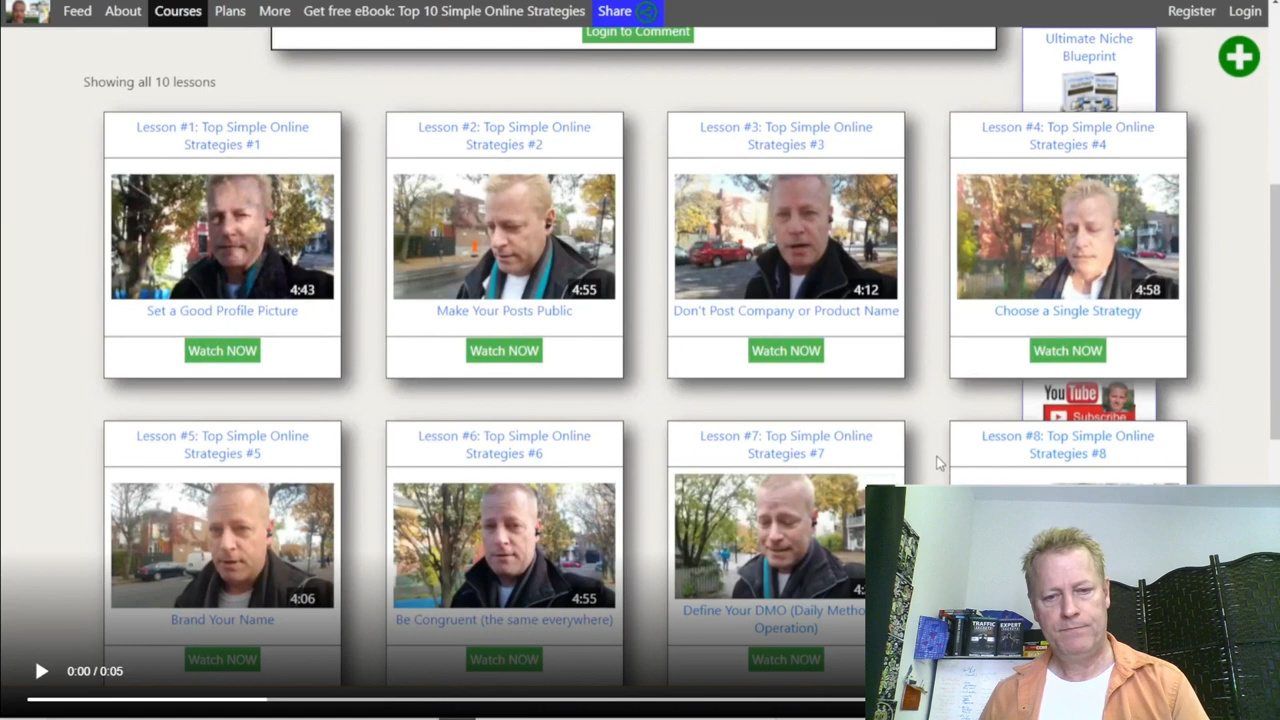 Feed About Courses Plans More Get free eBook: Top 10 Simple Online Strategies Share Register Login
Login to Comment
Ultimate Niche
Blueprint
Showing all 10 lessons
Lesson #1: Top Simple Online
Strategies #1
4:43
Set a Good Profile Picture
Watch NOW
Lesson #2: Top Simple Online
Strategies #2
4:55
Make Your Posts Public
Watch NOW
Lesson #3: Top Simple Online
Strategies #3
4:12
Don't Post Company or Product Name
Watch NOW
Lesson #4: Top Simple Online
Strategies #4
4:58
Choose a Single Strategy
Watch NOW
YouTube
Subscribe
Lesson #5: Top Simple Online
Strategies #5
4:06
Brand Your Name
Watch NOW
Lesson #6: Top Simple Online
Strategies #6
4:55
Be Congruent (the same everywhere)
Watch NOW
Lesson #7: Top Simple Online
Strategies #7
4:
Define Your DMO (Daily Metho
Operation)
Watch NOW
Lesson #8: Top Simple Online
Strategies #8
0:00 / 0:05
TRAFFIC
EXPERT